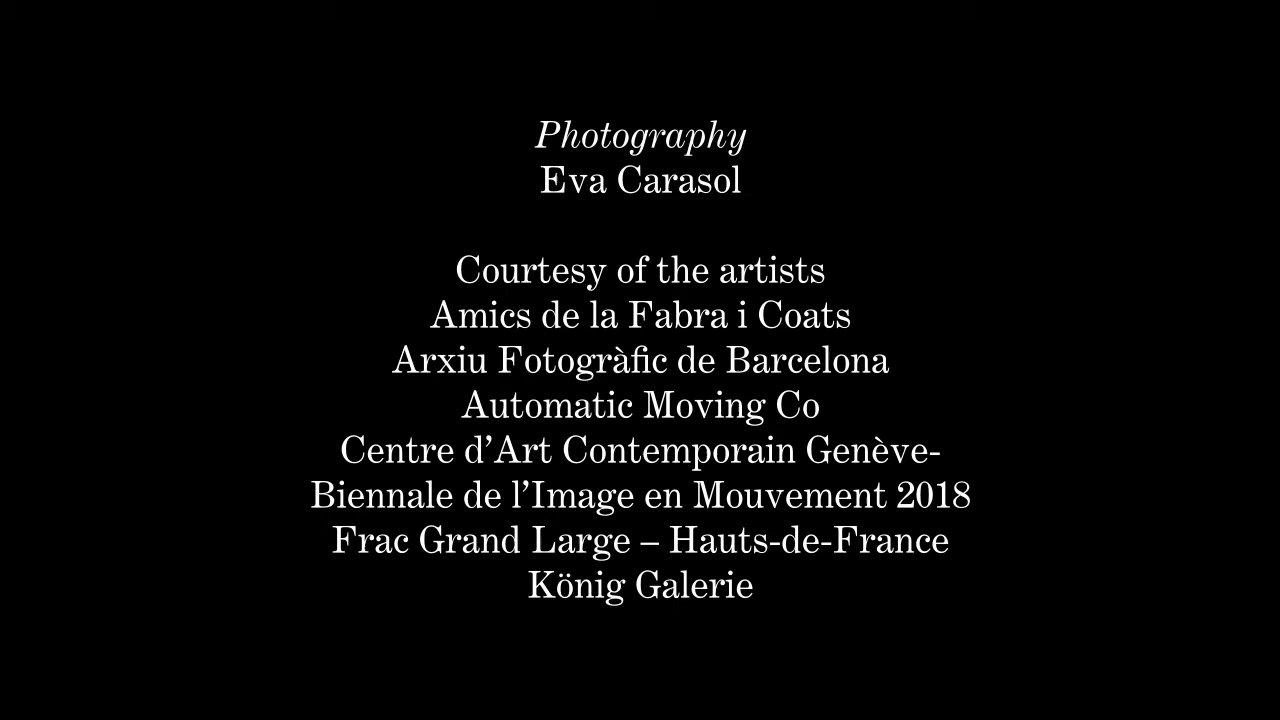 Photography
Eva Carasol
Courtesy of the artists
Amics de la Fabra i Coats
Arxiu Fotogràfic de Barcelona
Automatic Moving Co
Centre d’Art Contemporain Genève-
Biennale de l’Image en Mouvement 2018
Frac Grand Large – Hauts-de-France
König Galerie